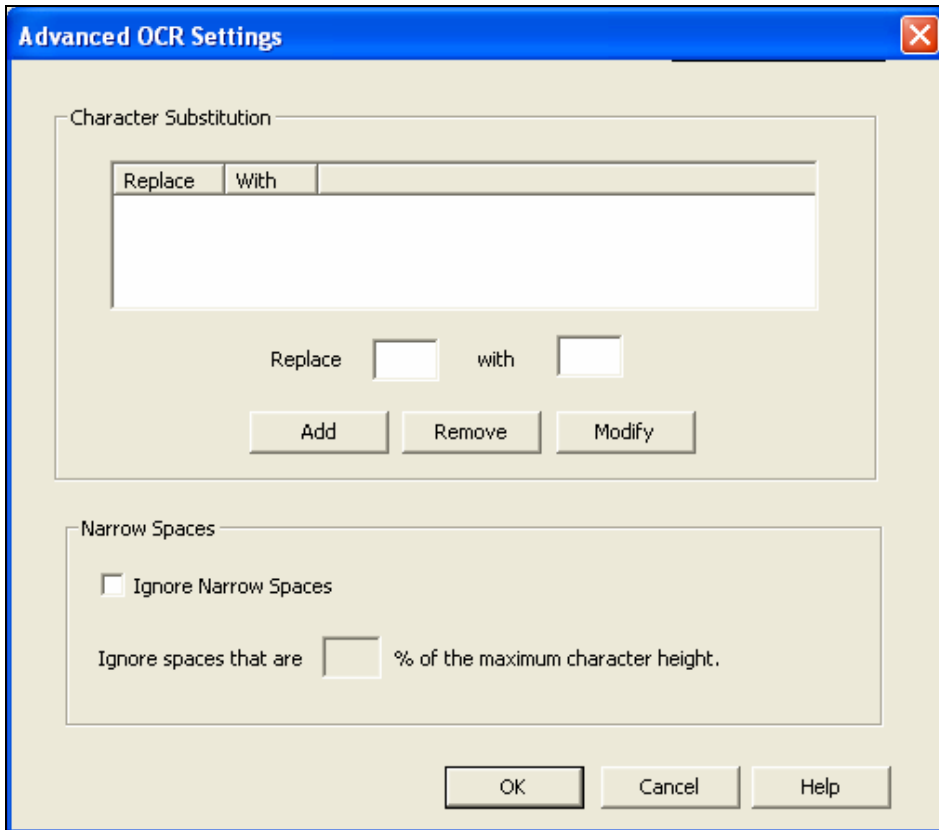 Advanced OCR Settings
Character Substitution
Replace With
Replace with
Add Remove Modify
Narrow Spaces
Ignore Narrow Spaces
Ignore spaces that are % of the maximum character height.
OK Cancel Help